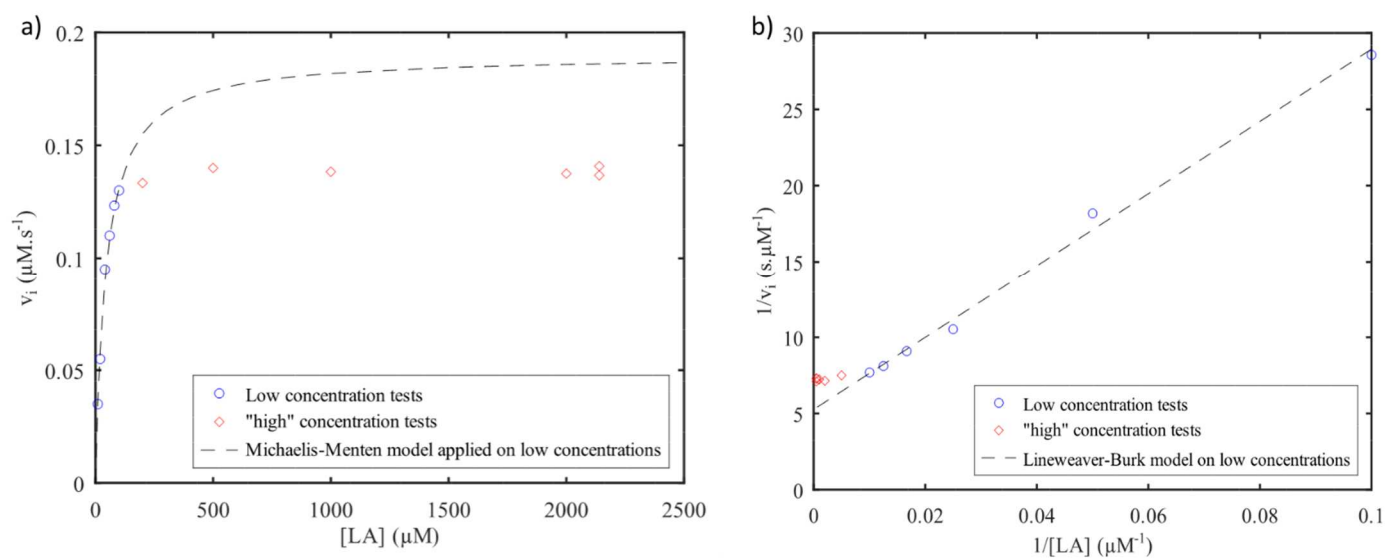 a)
0.2
0.15
0.1
0.05
0
v_i (μM.s⁻¹)
0 500 1000 1500 2000 2500
[LA] (μM)
Low concentration tests
"high" concentration tests
Michaelis-Menten model applied on low concentrations
b)
30
25
20
15
10
5
0
1/v_i (s.μM⁻¹)
0 0.02 0.04 0.06 0.08 0.1
1/[LA] (μM⁻¹)
Low concentration tests
"high" concentration tests
Lineweaver-Burk model on low concentrations